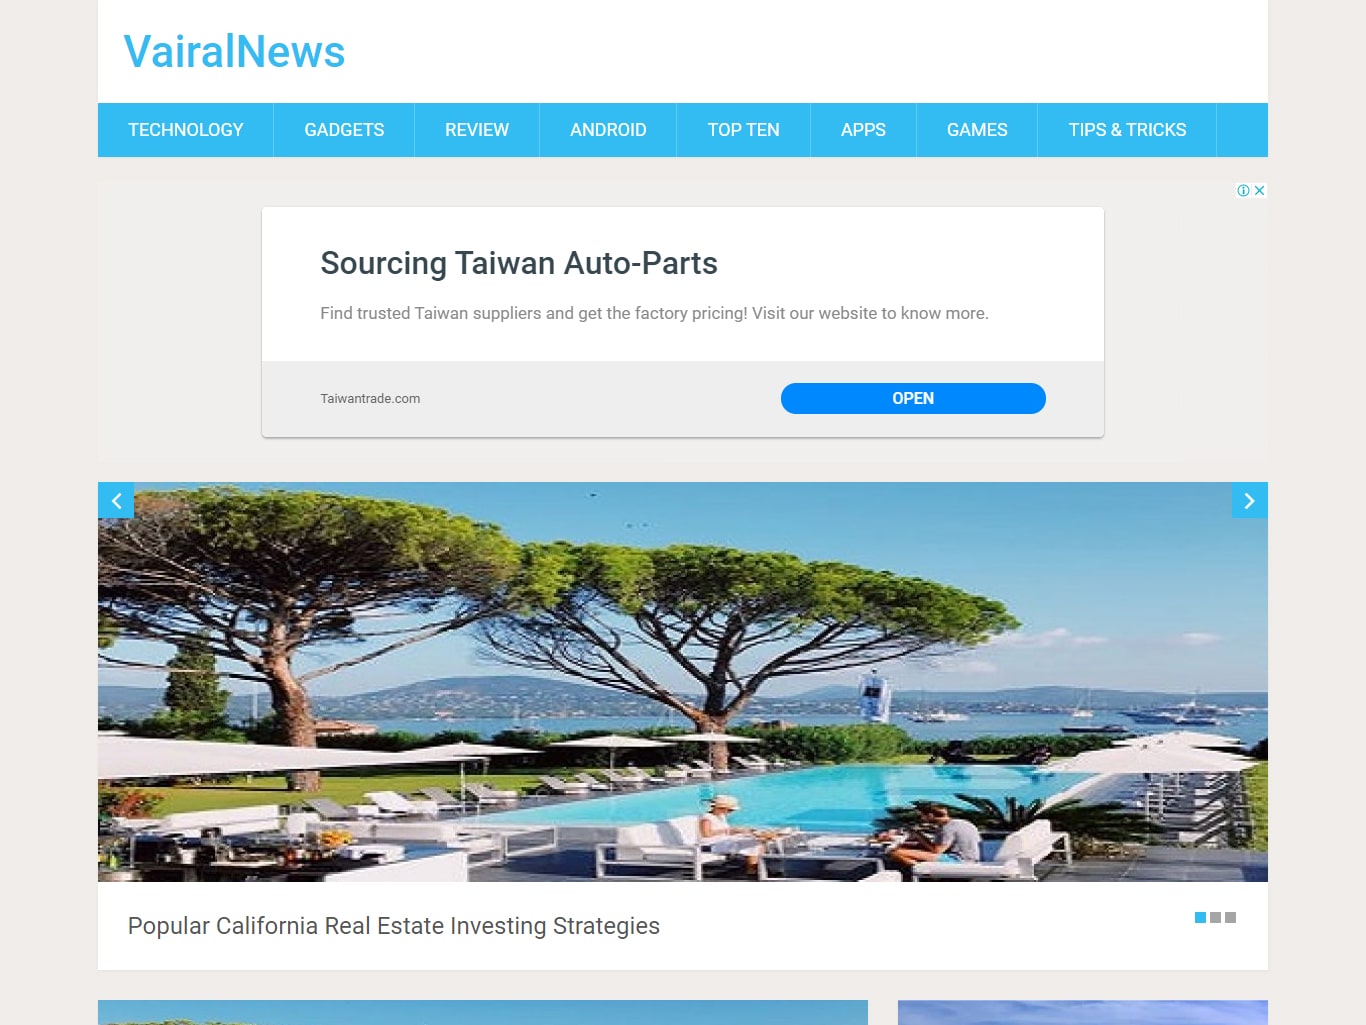 VairalNews
TECHNOLOGY
GADGETS
REVIEW
ANDROID
TOP TEN
APPS
GAMES
TIPS & TRICKS
Sourcing Taiwan Auto-Parts
Find trusted Taiwan suppliers and get the factory pricing! Visit our website to know more.
Taiwantrade.com
OPEN
Popular California Real Estate Investing Strategies